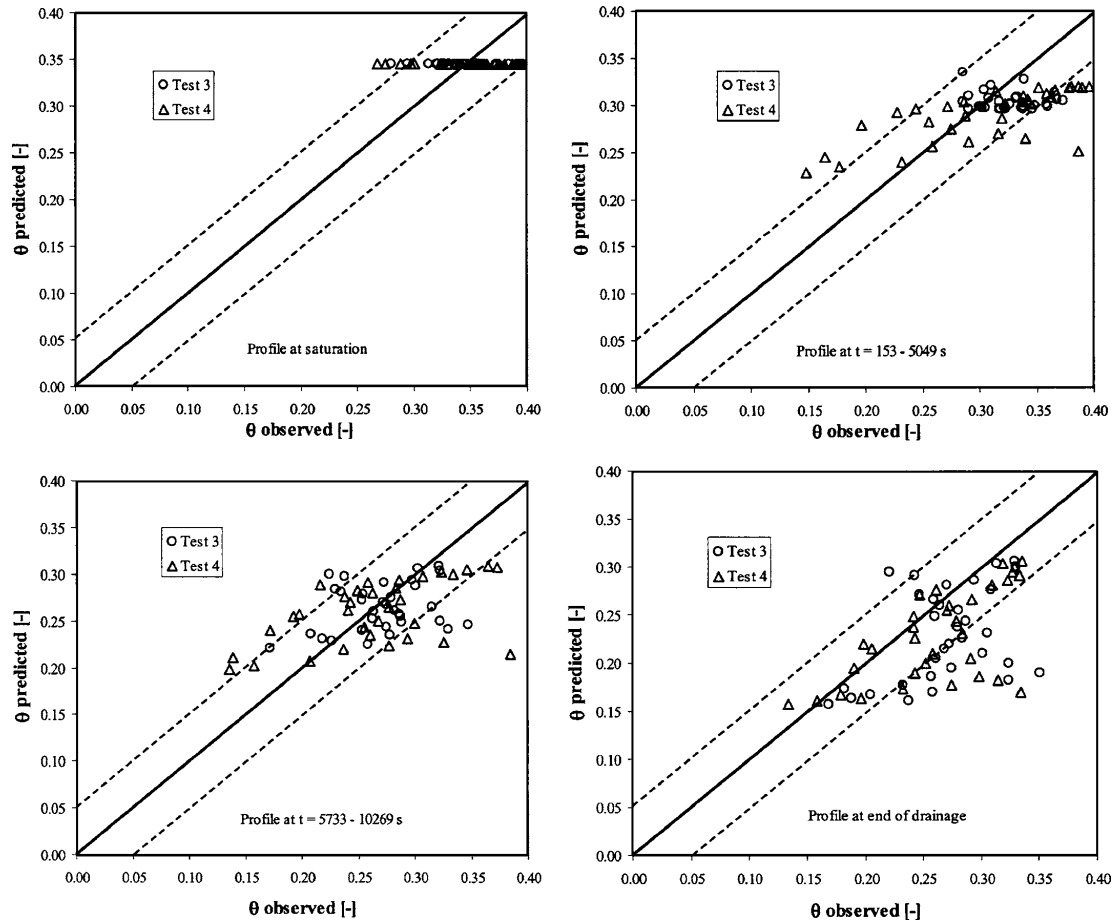 0.40
0.35
0.30
0.25
0.20
0.15
0.10
0.05
0.00
θ predicted [-]
Test 3
Test 4
Profile at saturation
0.00 0.05 0.10 0.15 0.20 0.25 0.30 0.35 0.40
θ observed [-]
0.40
0.35
0.30
0.25
0.20
0.15
0.10
0.05
0.00
θ predicted [-]
Test 3
Test 4
Profile at t = 153 - 5049 s
0.00 0.05 0.10 0.15 0.20 0.25 0.30 0.35 0.40
θ observed [-]
0.40
0.35
0.30
0.25
0.20
0.15
0.10
0.05
0.00
θ predicted [-]
Test 3
Test 4
Profile at t = 5733 - 10269 s
0.00 0.05 0.10 0.15 0.20 0.25 0.30 0.35 0.40
θ observed [-]
0.40
0.35
0.30
0.25
0.20
0.15
0.10
0.05
0.00
θ predicted [-]
Test 3
Test 4
Profile at end of drainage
0.00 0.05 0.10 0.15 0.20 0.25 0.30 0.35 0.40
θ observed [-]